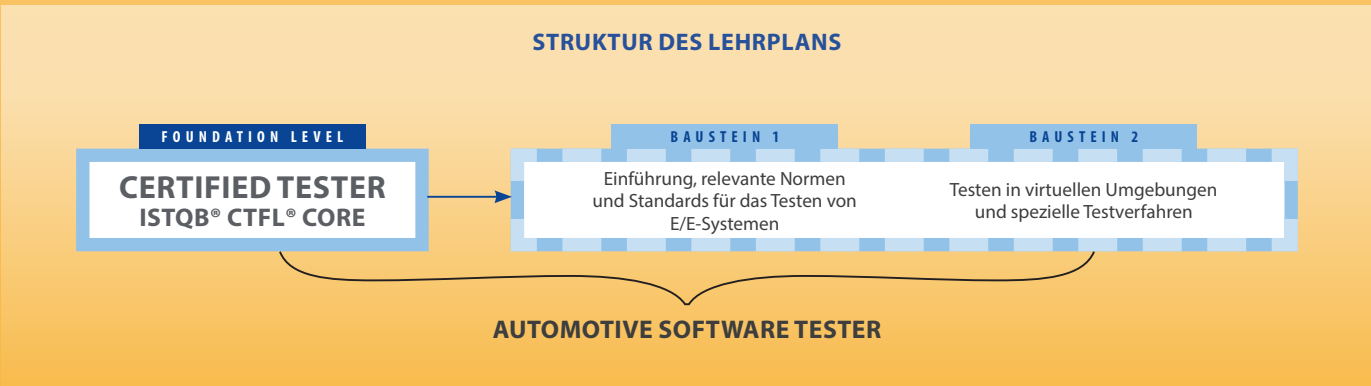 STRUKTUR DES LEHRPLANS
FOUNDATION LEVEL
CERTIFIED TESTER
ISTQB® CTFL® CORE
BAUSTEIN 1
Einführung, relevante Normen
und Standards für das Testen von
E/E-Systemen
BAUSTEIN 2
Testen in virtuellen Umgebungen
und spezielle Testverfahren
AUTOMOTIVE SOFTWARE TESTER